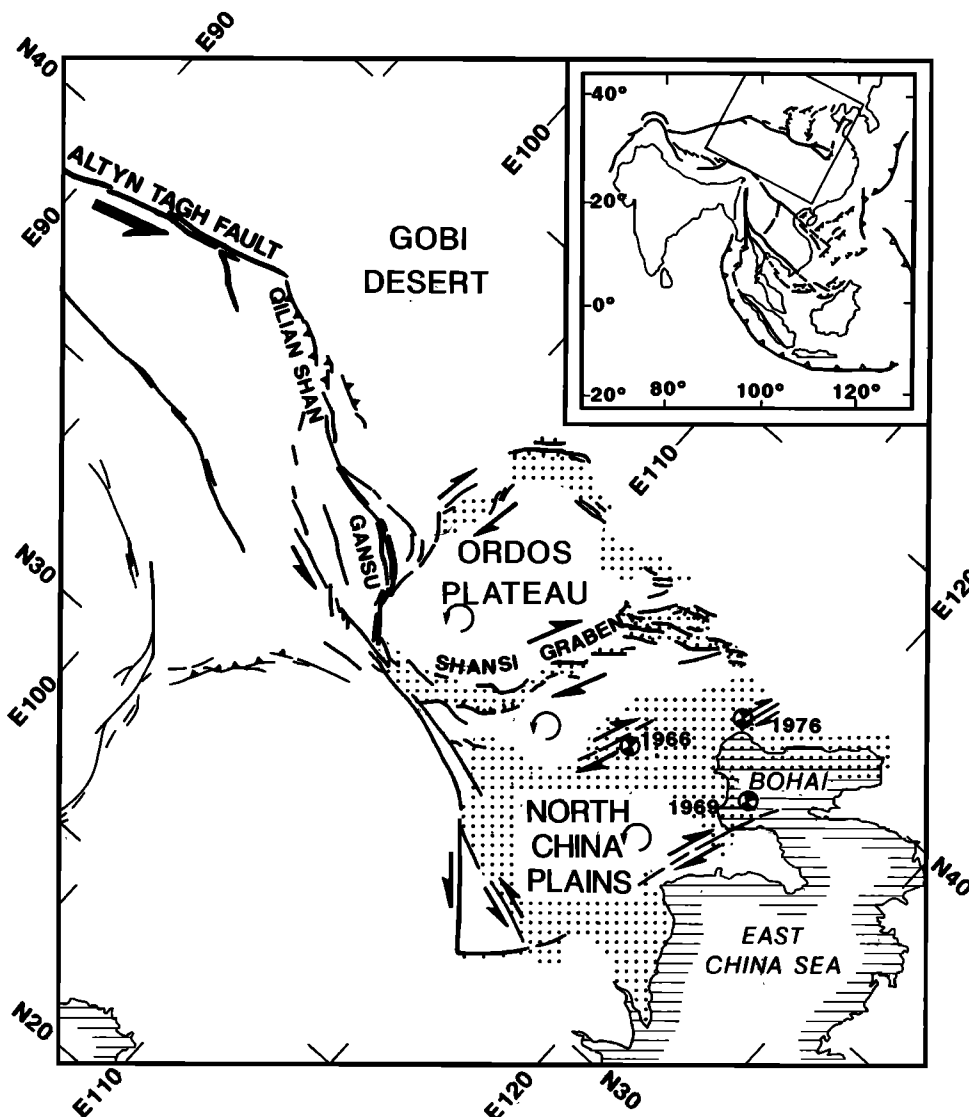 E90
N40
E100
ALTYN TAGH FAULT
E90
GOBI
DESERT
QILIAN SHAN
40°
20°
0°
20°
80°
100°
120°
E110
GANSU
ORDOS
PLATEAU
N30
E120
SHANSI GRABEN
E100
1976
1966
BOHAI
1969
NORTH
CHINA
PLAINS
N40
EAST
CHINA SEA
N20
E110
E120
N30